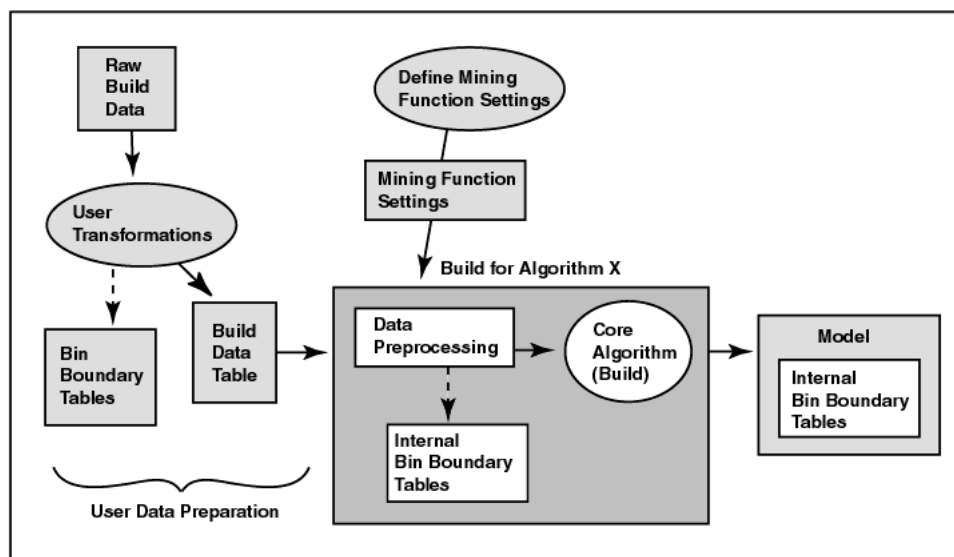 Raw
Build
Data
Define Mining
Function Settings
Mining Function
Settings
User
Transformations
Build for Algorithm X
Bin
Boundary
Tables
Build
Data
Table
Data
Preprocessing
Core
Algorithm
(Build)
Internal
Bin Boundary
Tables
Model
Internal
Bin Boundary
Tables
User Data Preparation